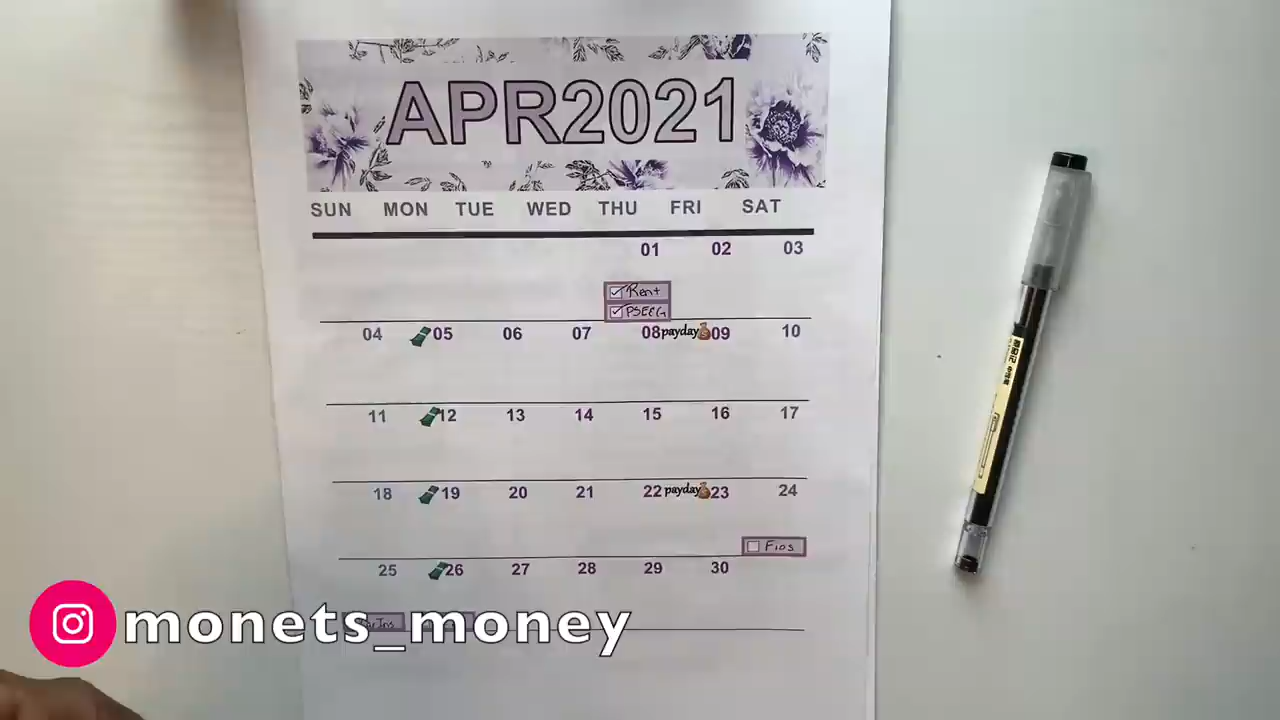 APR2021
SUN MON TUE WED THU FRI SAT
01 02 03
Rent
PSEEG
04 05 06 07 08 payday 09 10
11 12 13 14 15 16 17
18 19 20 21 22 payday 23 24
Fios
25 26 27 28 29 30
monets_money